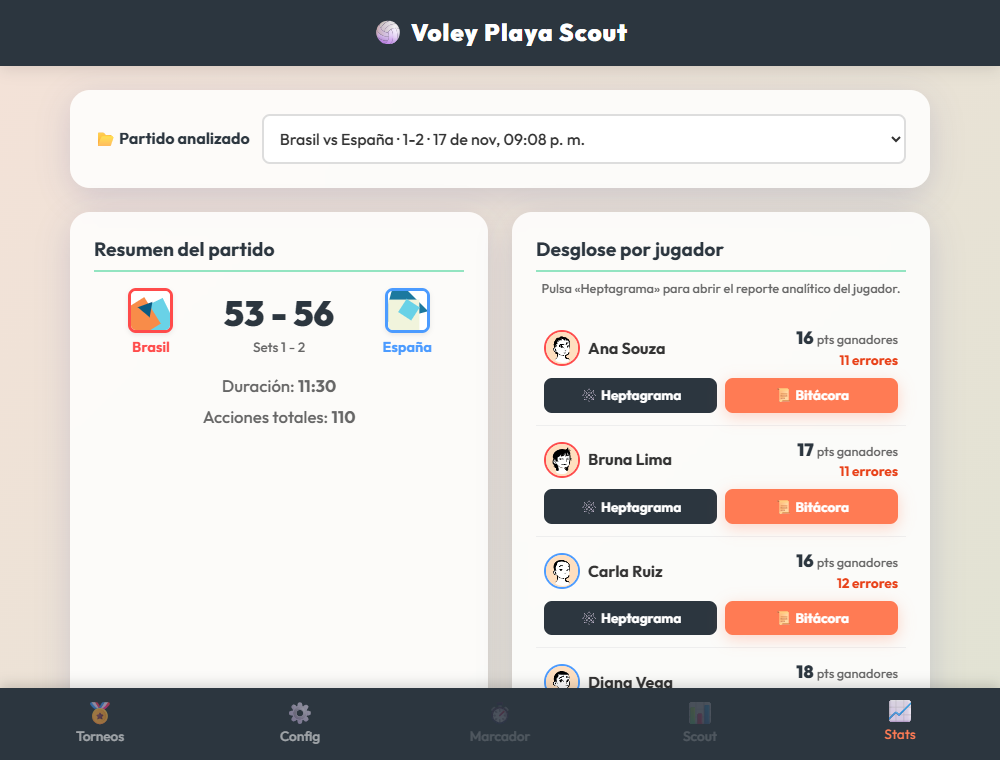 Voley Playa Scout
Partido analizado
Brasil vs España · 1-2 · 17 de nov, 09:08 p. m.
Resumen del partido
Brasil
53 - 56
Sets 1 - 2
España
Duración: 11:30
Acciones totales: 110
Desglose por jugador
Pulsa «Heptagrama» para abrir el reporte analítico del jugador.
Ana Souza
16 pts ganadores
11 errores
Heptagrama
Bitácora
Bruna Lima
17 pts ganadores
11 errores
Heptagrama
Bitácora
Carla Ruiz
16 pts ganadores
12 errores
Heptagrama
Bitácora
Diana Vega
18 pts ganadores
Torneos
Config
Marcador
Scout
Stats